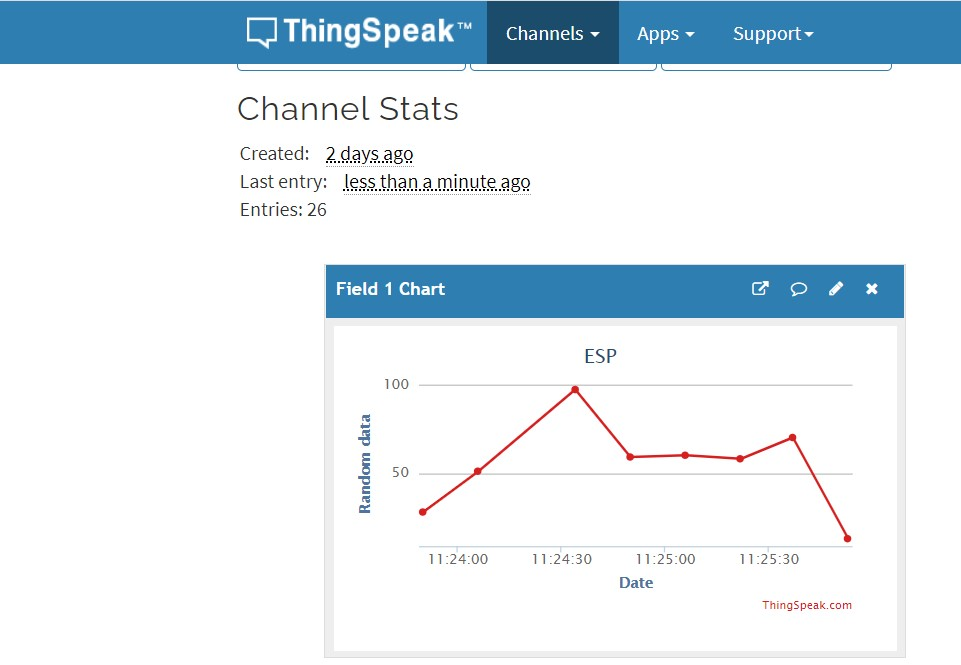 ThingSpeak™ Channels Apps Support
Channel Stats
Created: 2 days ago
Last entry: less than a minute ago
Entries: 26
Field 1 Chart
ESP
100
50
Random data
11:24:00 11:24:30 11:25:00 11:25:30
Date
ThingSpeak.com